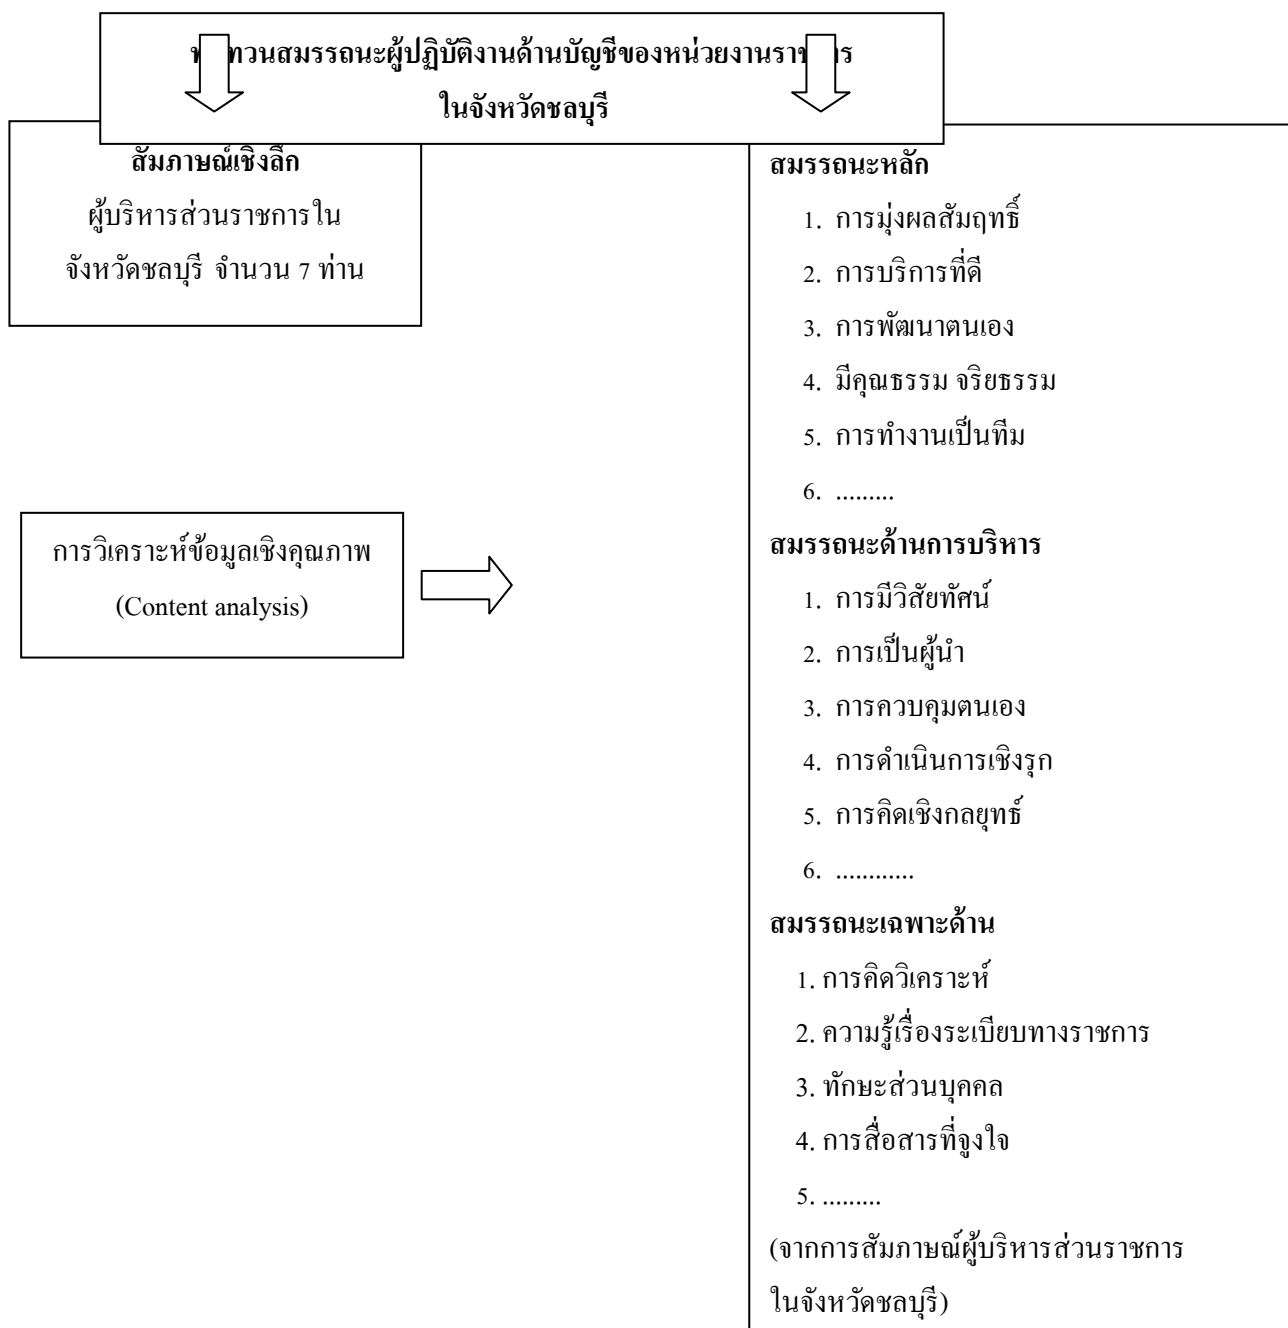 ทวนสมรรถนะผู้ปฏิบัติงานด้านบัญชีของหน่วยงาน
ในจังหวัดชลบุรี
สัมภาษณ์เชิงลึก
ผู้บริหารส่วนราชการใน
จังหวัดชลบุรี จำนวน 7 ท่าน
การวิเคราะห์ข้อมูลเชิงคุณภาพ
(Content analysis)
สมรรถนะหลัก
1. การมุ่งผลสัมฤทธิ์
2. การบริการที่ดี
3. การพัฒนาตนเอง
4. มีคุณธรรม จริยธรรม
5. การทำงานเป็นทีม
6. .........
สมรรถนะด้านการบริหาร
1. การมีวิสัยทัศน์
2. การเป็นผู้นำ
3. การควบคุมตนเอง
4. การดำเนินการเชิงรุก
5. การคิดเชิงกลยุทธ์
6. ............
สมรรถนะเฉพาะด้าน
1. การคิดวิเคราะห์
2. ความรู้เรื่องระเบียบทางราชการ
3. ทักษะส่วนบุคคล
4. การสื่อสารที่จูงใจ
5. .........
(จากการสัมภาษณ์ผู้บริหารส่วนราชการ
ในจังหวัดชลบุรี)